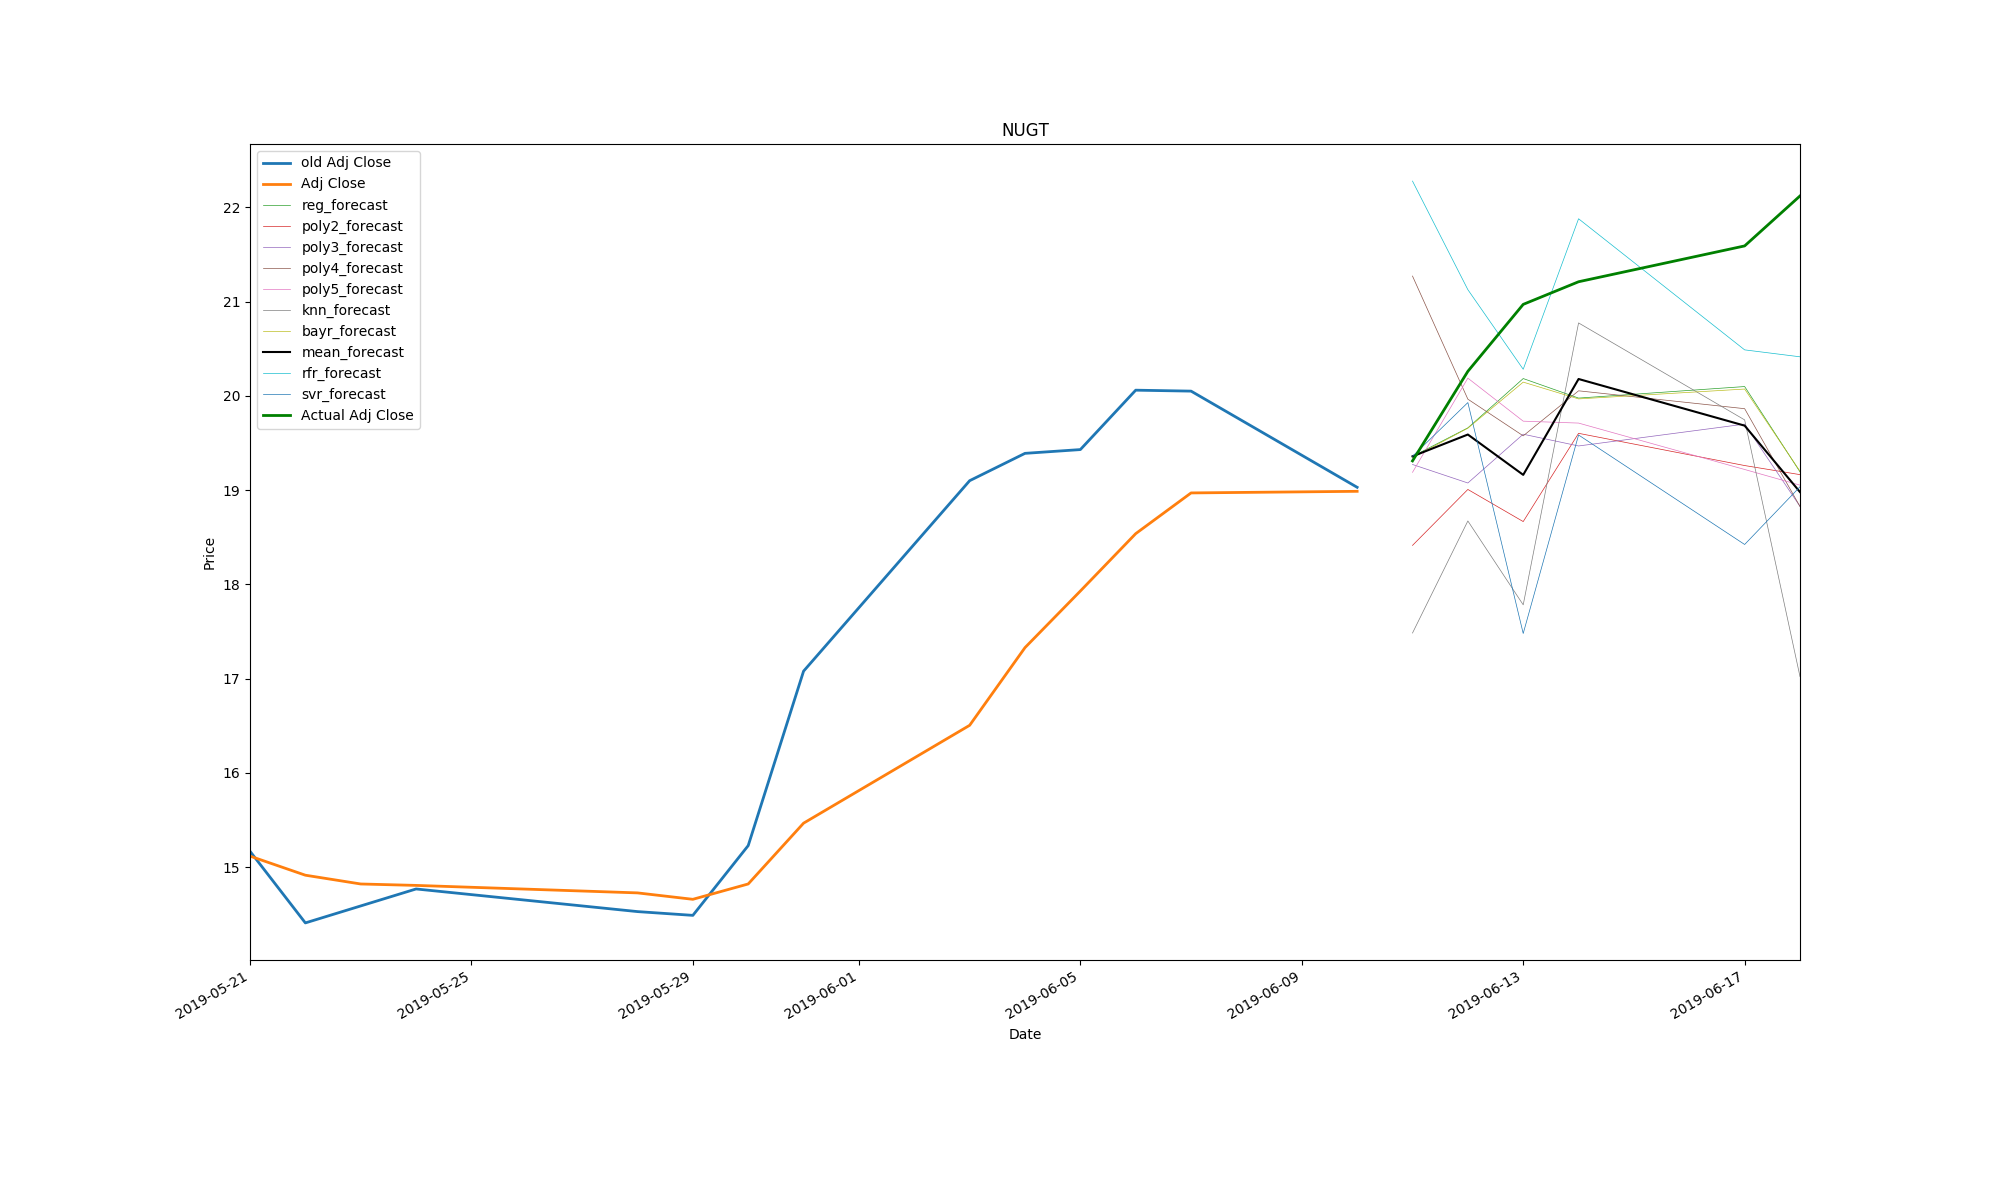 NUGT
old Adj Close
Adj Close
reg_forecast
poly2_forecast
poly3_forecast
poly4_forecast
poly5_forecast
knn_forecast
bayr_forecast
mean_forecast
rfr_forecast
svr_forecast
Actual Adj Close
22
21
20
19
18
17
16
15
Price
2019-05-21
2019-05-25
2019-05-29
2019-06-01
2019-06-05
2019-06-09
2019-06-13
2019-06-17
Date